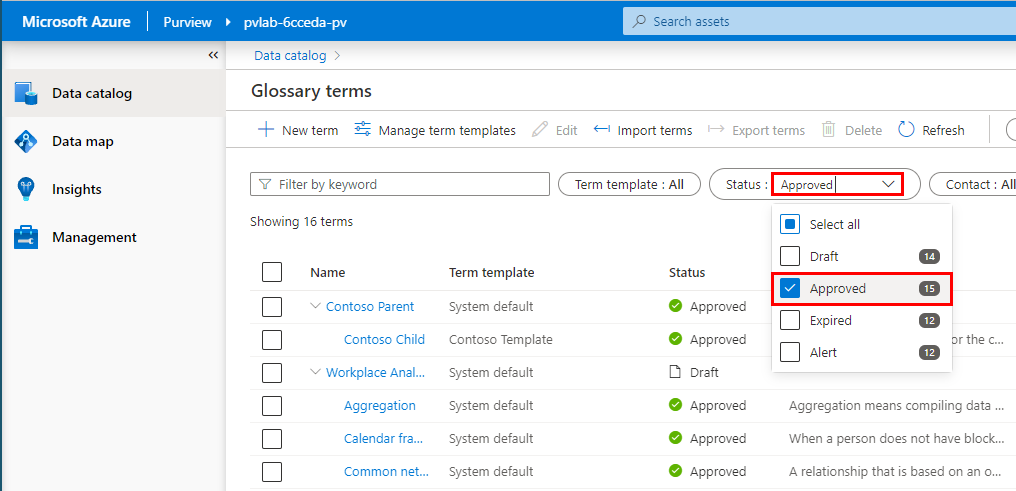 Microsoft Azure Purview pvlab-6cceda-pv Search assets
Data catalog
Glossary terms
New term Manage term templates Edit Import terms Export terms Delete Refresh
Data catalog
Data map
Insights
Management
Filter by keyword Term template : All Status : Approved Contact : All
Showing 16 terms
Select all
Draft 14
Approved 15
Expired 12
Alert 12
Name Term template Status
Contoso Parent System default Approved
Contoso Child Contoso Template Approved or the c...
Workplace Anal... System default Draft
Aggregation System default Approved Aggregation means compiling data ...
Calendar fra... System default Approved When a person does not have block...
Common net... System default Approved A relationship that is based on an o...